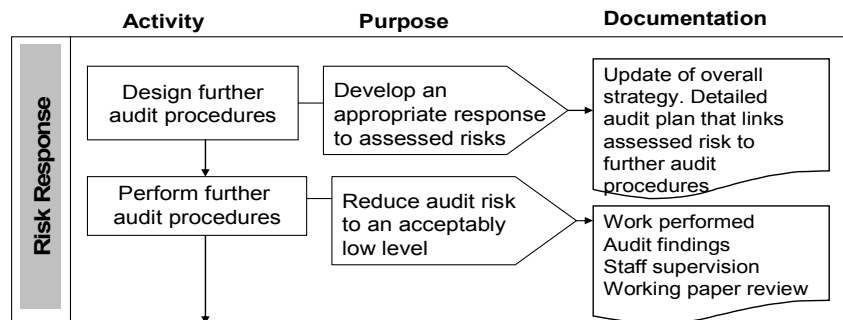 Activity
Purpose
Documentation
Risk Response
Design further
audit procedures
Develop an
appropriate response
to assessed risks
Update of overall
strategy. Detailed
audit plan that links
assessed risk to
further audit
procedures
Perform further
audit procedures
Reduce audit risk
to an acceptably
low level
Work performed
Audit findings
Staff supervision
Working paper review